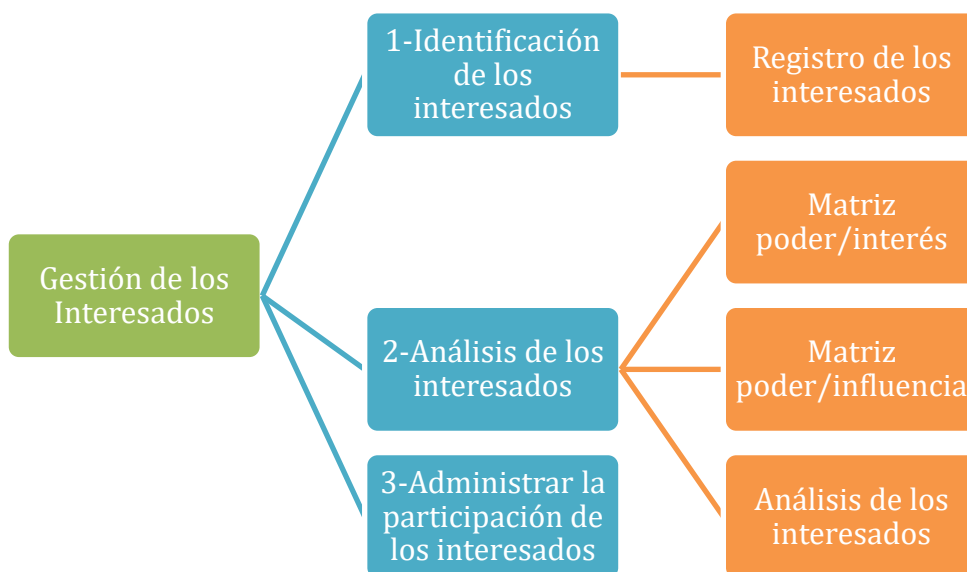 Gestión de los
Interesados
1-Identificación
de los
interesados
Registro de los
interesados
2-Análisis de los
interesados
Matriz
poder/interés
Matriz
poder/influencia
Análisis de los
interesados
3-Administrar la
participación de
los interesados